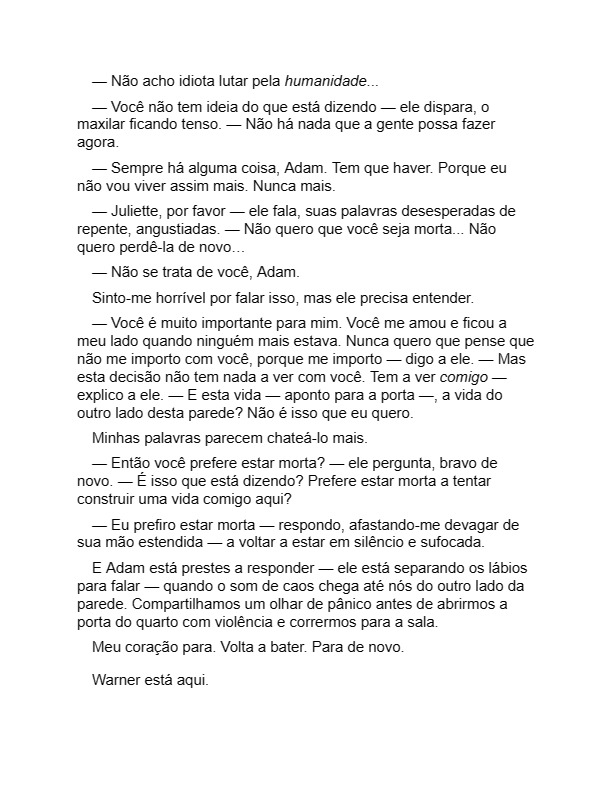 — Não acho idiota lutar pela humanidade...
— Você não tem ideia do que está dizendo — ele dispara, o
maxilar ficando tenso. — Não há nada que a gente possa fazer
agora.
— Sempre há alguma coisa, Adam. Tem que haver. Porque eu
não vou viver assim mais. Nunca mais.
— Juliette, por favor — ele fala, suas palavras desesperadas de
repente, angustiadas. — Não quero que você seja morta... Não
quero perdê-la de novo…
— Não se trata de você, Adam.
Sinto-me horrível por falar isso, mas ele precisa entender.
— Você é muito importante para mim. Você me amou e ficou a
meu lado quando ninguém mais estava. Nunca quero que pense que
não me importo com você, porque me importo — digo a ele. — Mas
esta decisão não tem nada a ver com você. Tem a ver comigo —
explico a ele. — E esta vida — aponto para a porta —, a vida do
outro lado desta parede? Não é isso que eu quero.
Minhas palavras parecem chateá-lo mais.
— Então você prefere estar morta? — ele pergunta, bravo de
novo. — É isso que está dizendo? Prefere estar morta a tentar
construir uma vida comigo aqui?
— Eu prefiro estar morta — respondo, afastando-me devagar de
sua mão estendida — a voltar a estar em silêncio e sufocada.
E Adam está prestes a responder — ele está separando os lábios
para falar — quando o som de caos chega até nós do outro lado da
parede. Compartilhamos um olhar de pânico antes de abrirmos a
porta do quarto com violência e corrermos para a sala.
Meu coração para. Volta a bater. Para de novo.
Warner está aqui.